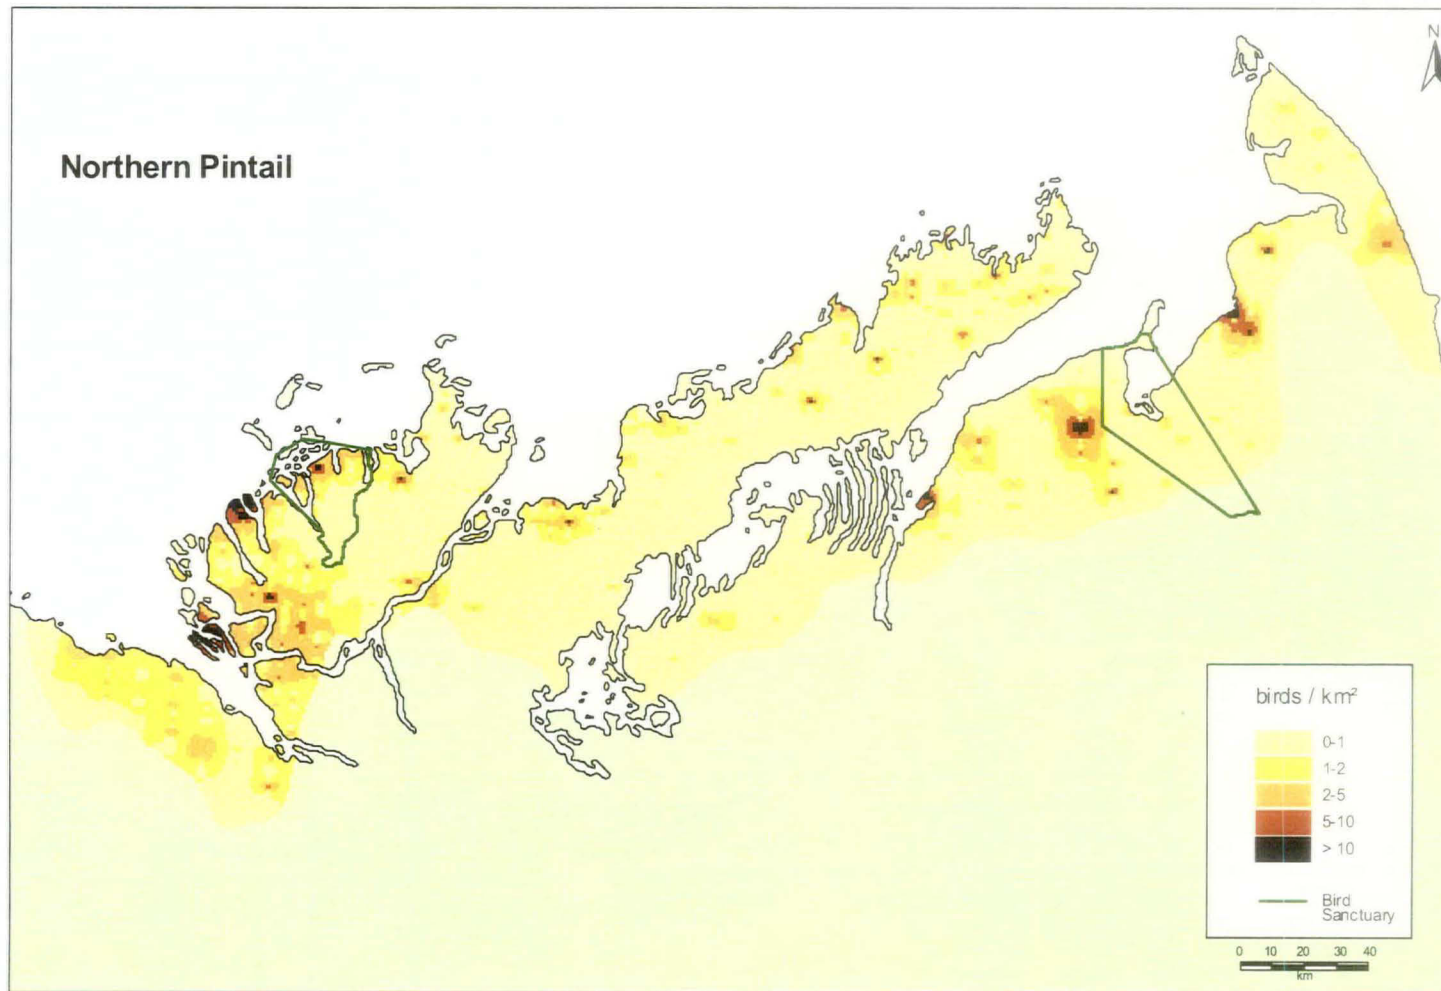 N
Northern Pintail
birds / km²
0-1
1-2
2-5
5-10
> 10
Bird
Sanctuary
0 10 20 30 40
km